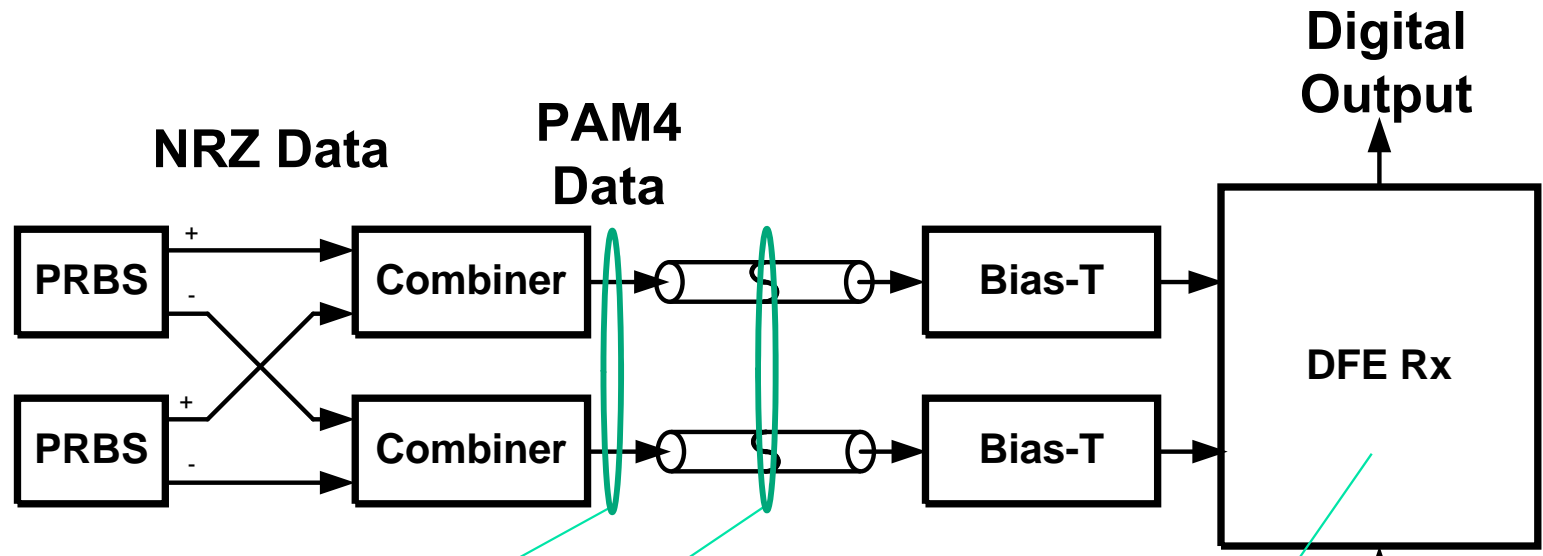 Digital
Output
PAM4
Data
NRZ Data
+
PRBS
-
Combiner
Bias-T
DFE Rx
+
PRBS
-
Combiner
Bias-T